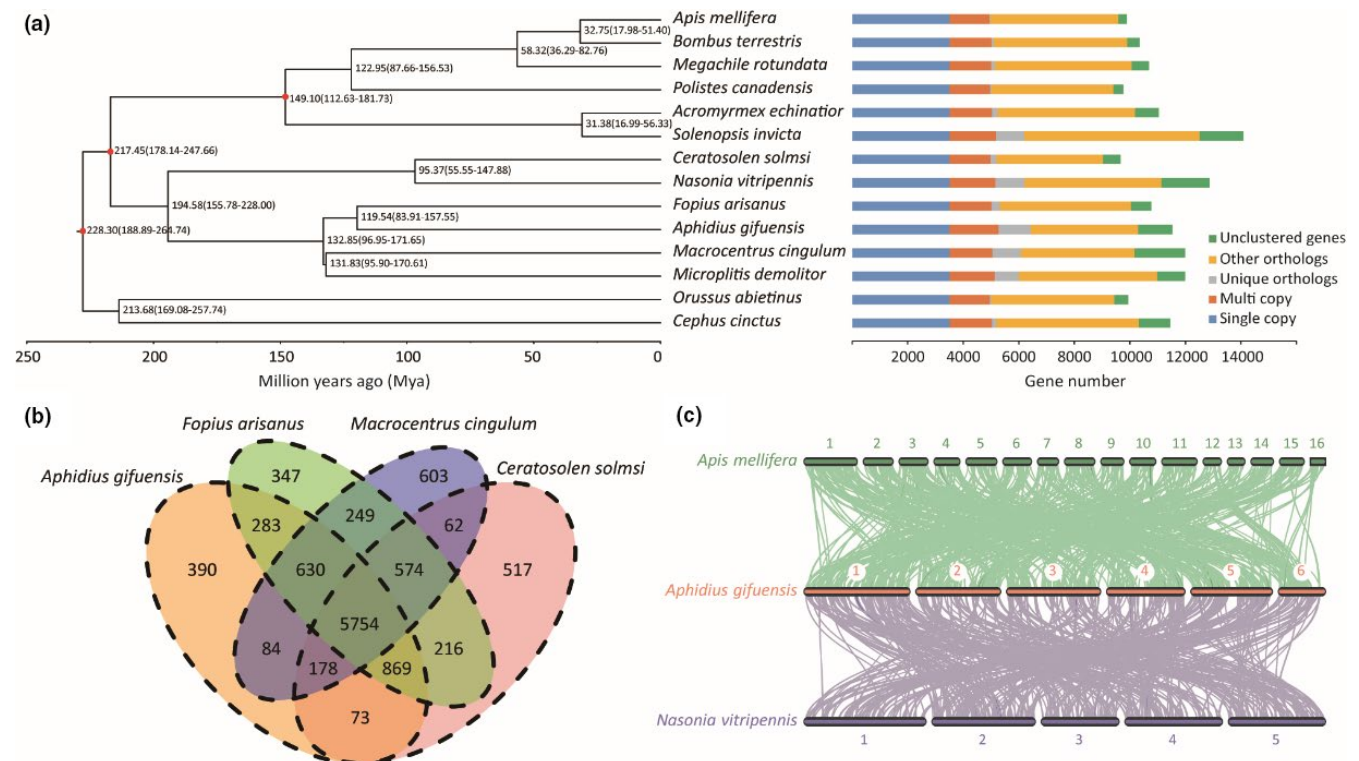 (a)
Apis mellifera
Bombus terrestris
Megachile rotundata
Polistes canadensis
Acromyrmex echinatior
Solenopsis invicta
Ceratosolen solmsi
Nasonia vitripennis
Fopius arisanus
Aphidius gifuensis
Macrocentrus cingulum
Microplitis demolitor
Orussus abietinus
Cephus cinctus
32.75(17.98-51.40)
58.32(36.29-82.76)
122.95(87.66-156.53)
149.10(112.63-181.73)
31.38(16.99-56.33)
217.45(178.14-247.66)
95.37(55.55-147.88)
194.58(155.78-228.00)
119.54(83.91-157.55)
228.30(188.89-264.74)
132.85(96.95-171.65)
131.83(95.90-170.61)
213.68(169.08-257.74)
250 200 150 100 50 0
Million years ago (Mya)
Unclustered genes
Other orthologs
Unique orthologs
Multi copy
Single copy
2000 4000 6000 8000 10000 12000 14000
Gene number
(b)
Fopius arisanus
Macrocentrus cingulum
Aphidius gifuensis
Ceratosolen solmsi
347 603
283 249 62
390 630 574 517
5754
84 178 869 216
73
(c)
1 2 3 4 5 6 7 8 9 10 11 12 13 14 15 16
Apis mellifera
1 2 3 4 5 6
Aphidius gifuensis
Nasonia vitripennis
1 2 3 4 5